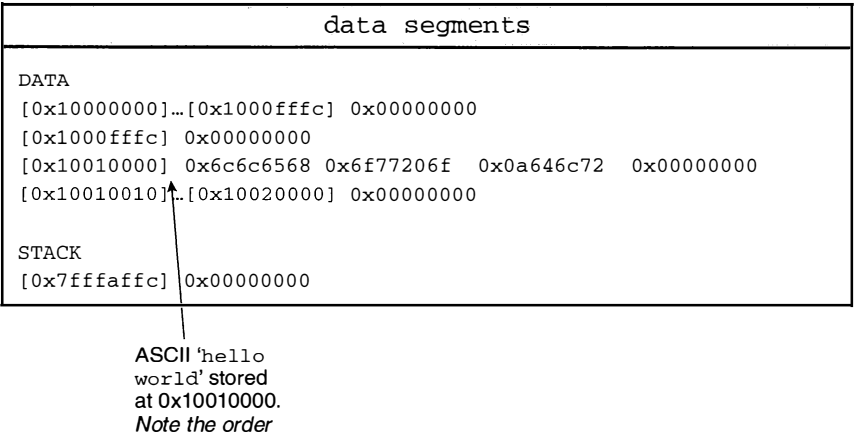 data segments
DATA
[0x10000000]…[0x1000fffc] 0x00000000
[0x1000fffc] 0x00000000
[0x10010000] 0x6c6c6568 0x6f77206f 0x0a646c72 0x00000000
[0x10010010]…[0x10020000] 0x00000000
STACK
[0x7fffaffc] 0x00000000
ASCII ‘hello
world’ stored
at 0x10010000.
Note the order